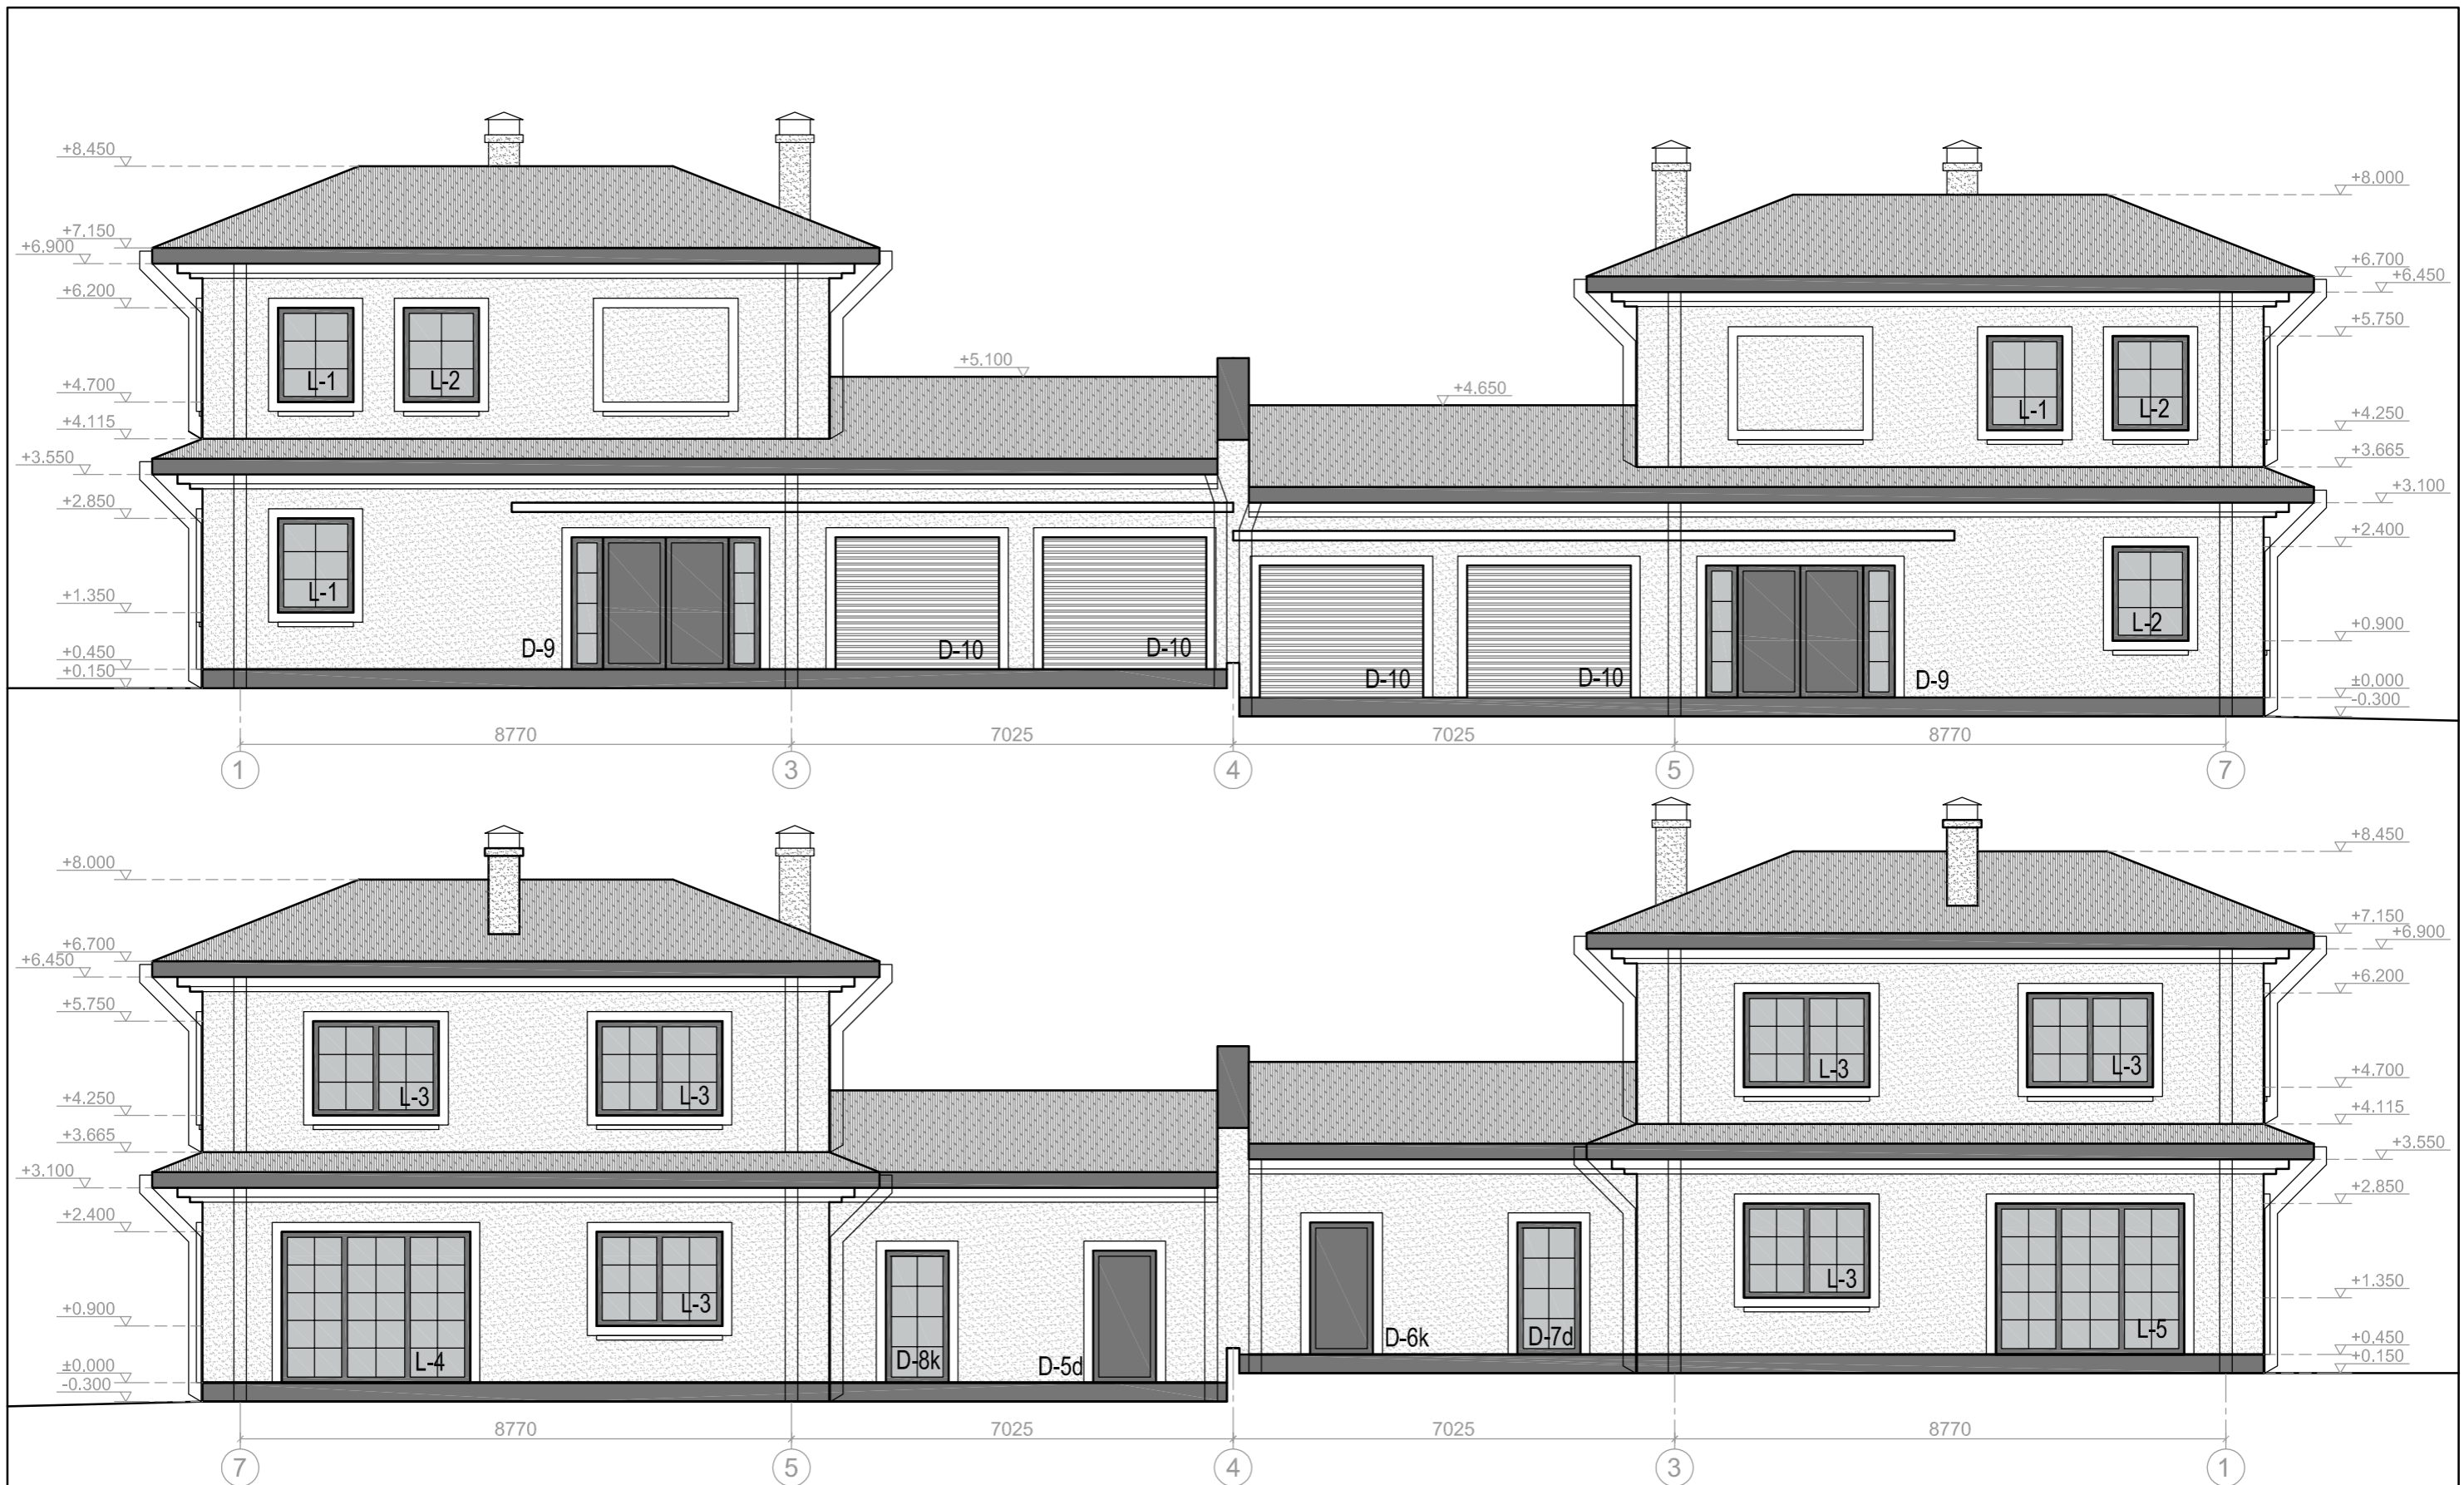 +8.450
+8.000
+7.150
+6.900
+6.700
+6.450
+6.200
+5.750
+5.100
L-1
L-2
+4.650
+4.700
L-1
L-2
+4.250
+4.115
+3.665
+3.550
+3.100
+2.850
+2.400
L-1
L-2
+1.350
+0.900
D-9
D-10
D-10
D-10
D-10
D-9
+0.450
+0.150
±0.000
-0.300
8770
7025
7025
8770
1
3
4
5
7
+8.000
+8.450
+6.700
+6.450
+7.150
+6.900
+5.750
+6.200
L-3
L-3
L-3
L-3
+4.250
+4.700
+3.665
+4.115
+3.100
+3.550
+2.400
+2.850
L-3
L-3
+0.900
+1.350
L-4
D-8k
D-5d
D-6k
D-7d
L-5
±0.000
-0.300
+0.450
+0.150
8770
7025
7025
8770
7
5
4
3
1